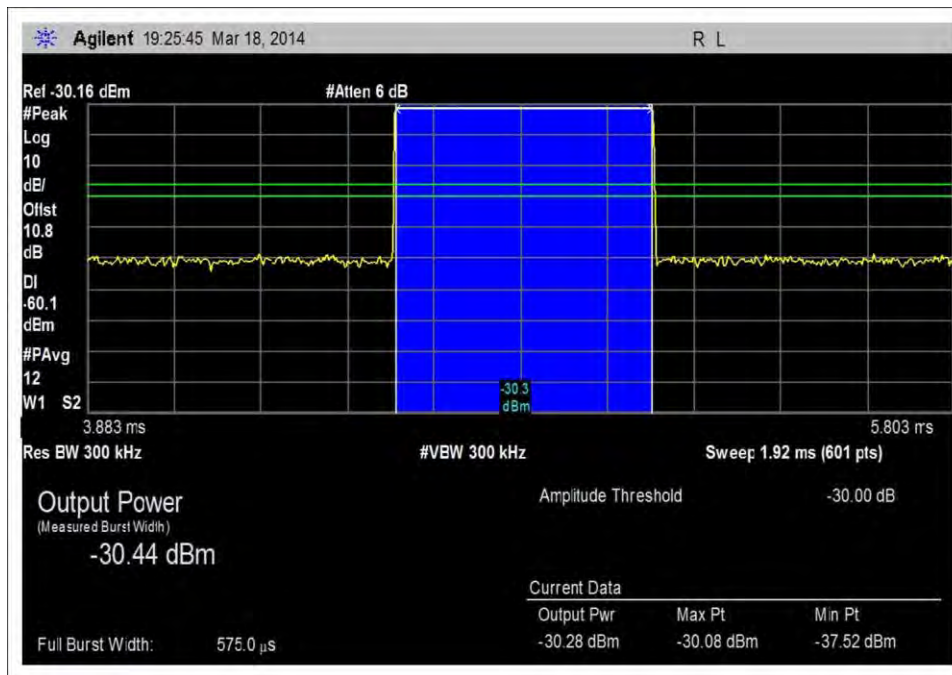 Agilent 19:25:45 Mar 18, 2014 R L
Ref -30.16 dBm #Atten 6 dB
#Peak
Log
10
dB/
Offst
10.8
dB
DI
-60.1
dBm
#PAvg
12
W1 S2
-30.3
dBm
3.883 ms 5.803 ms
Res BW 300 kHz #VBW 300 kHz Sweep 1.92 ms (601 pts)
Output Power Amplitude Threshold -30.00 dB
(Measured Burst Width)
-30.44 dBm
Current Data
Output Pwr Max Pt Min Pt
Full Burst Width: 575.0 µs -30.28 dBm -30.08 dBm -37.52 dBm